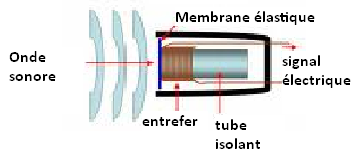 Membrane élastique
Onde
sonore
signal
électrique
entrefer
tube
isolant